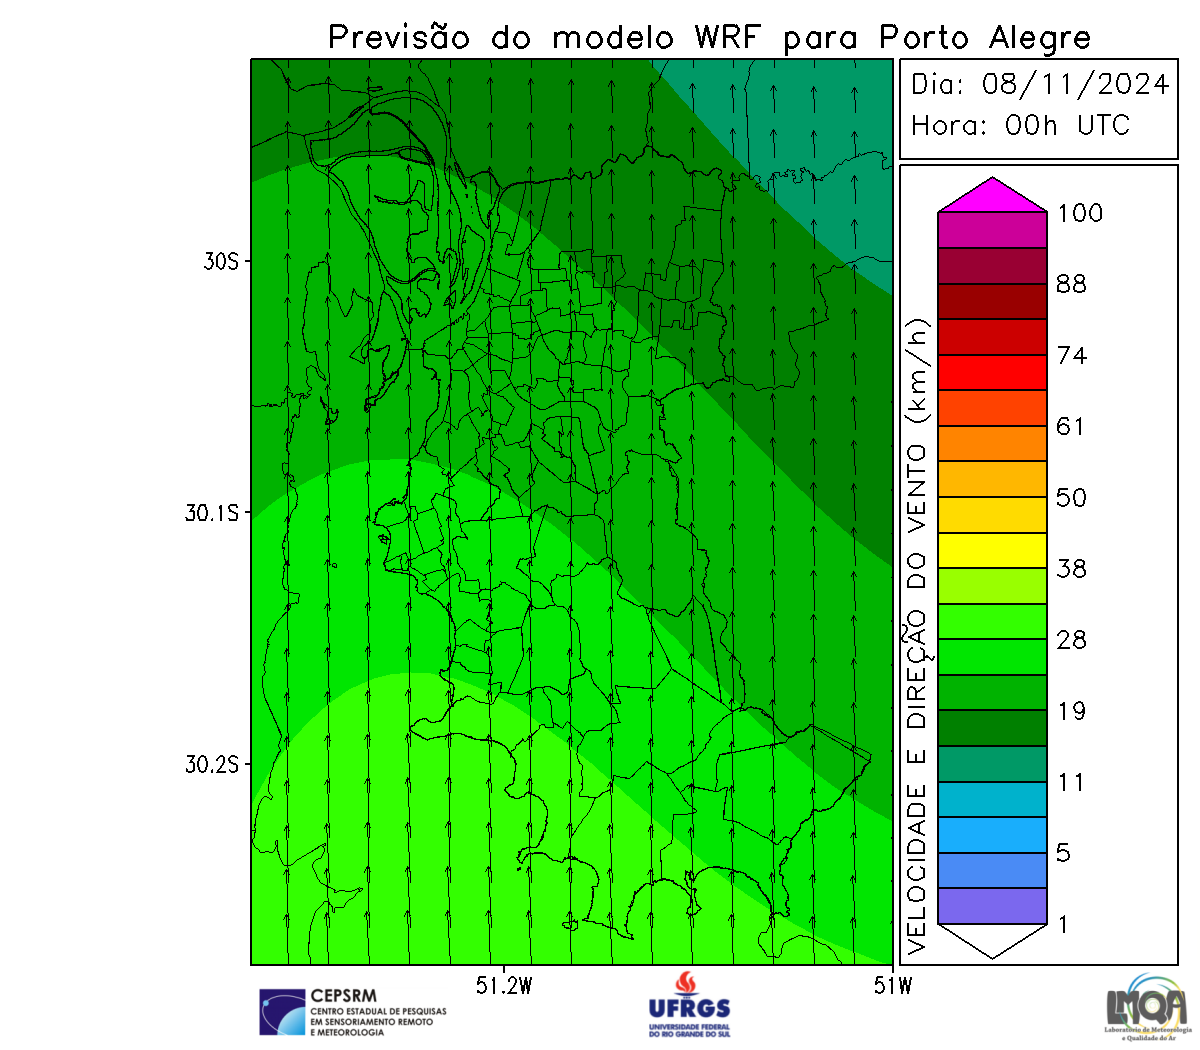 Previsão do modelo WRF para Porto Alegre
Dia: 08/11/2024
Hora: 00h UTC
30S
30.1S
30.2S
51.2W
51W
VELOCIDADE E DIREÇÃO DO VENTO (km/h)
100
88
74
61
50
38
28
19
11
5
1
CEPSRM
CENTRO ESTADUAL DE PESQUISAS
EM SENSORIAMENTO REMOTO
E METEOROLOGIA
UFRGS
UNIVERSIDADE FEDERAL
DO RIO GRANDE DO SUL
LMQA
Laboratório de Meteorologia
e Qualidade do Ar